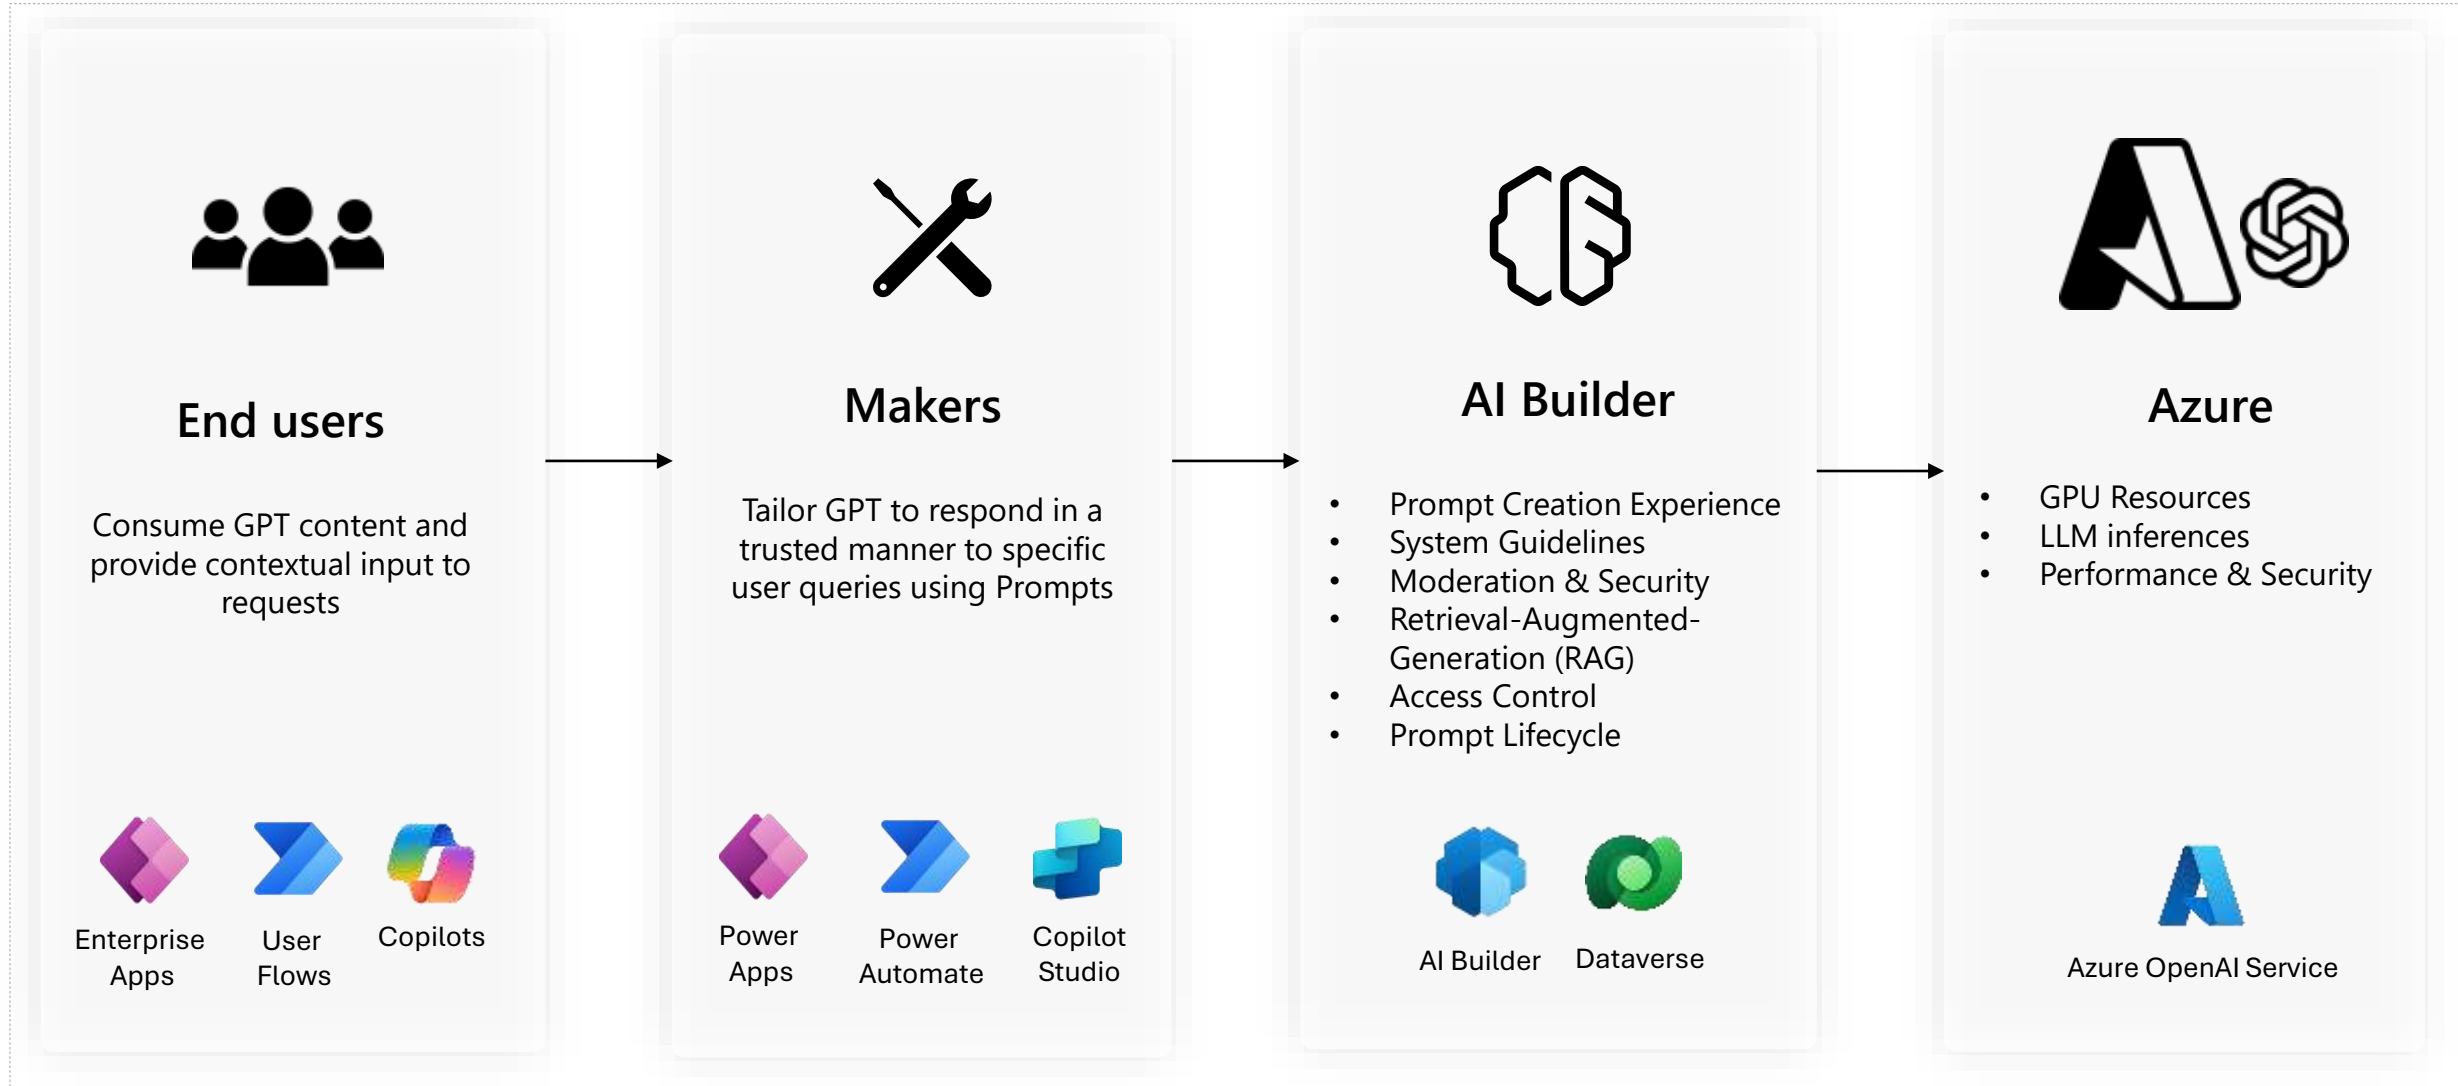 End users
Consume GPT content and
provide contextual input to
requests
Enterprise
Apps
User
Flows
Copilots
Makers
Tailor GPT to respond in a
trusted manner to specific
user queries using Prompts
Power
Apps
Power
Automate
Copilot
Studio
AI Builder
• Prompt Creation Experience
• System Guidelines
• Moderation & Security
• Retrieval-Augmented-
Generation (RAG)
• Access Control
• Prompt Lifecycle
AI Builder
Dataverse
Azure
• GPU Resources
• LLM inferences
• Performance & Security
Azure OpenAI Service